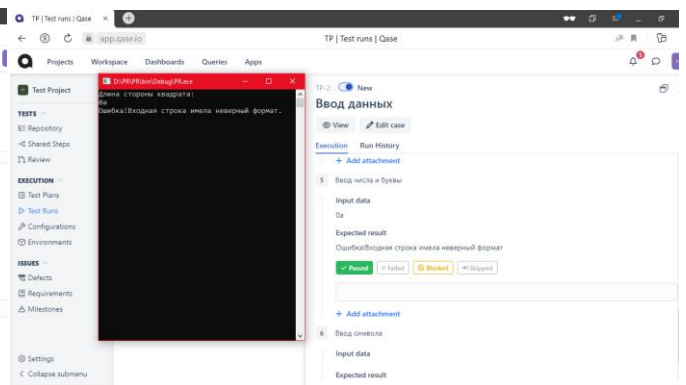 TP | Test runs | Qase
app.qase.io
TP | Test runs | Qase
Projects Workspace Dashboards Queries Apps
Test Project
TESTS
Repository
Shared Steps
Review
EXECUTION
Test Plans
Test Runs
Configurations
Environments
ISSUES
Defects
Requirements
Milestones
Settings
Collapse submenu
D:\PR\PR\bin\Debug\PR.exe
Длина стороны квадрата:
0а
Ошибка!Входная строка имела неверный формат.
TP-2 New
Ввод данных
View Edit case
Execution Run History
+ Add attachment
5 Ввод числа и буквы
Input data
0а
Expected result
Ошибка!Входная строка имела неверный формат
Passed Failed Blocked Skipped
+ Add attachment
6 Ввод символа
Input data
Expected result